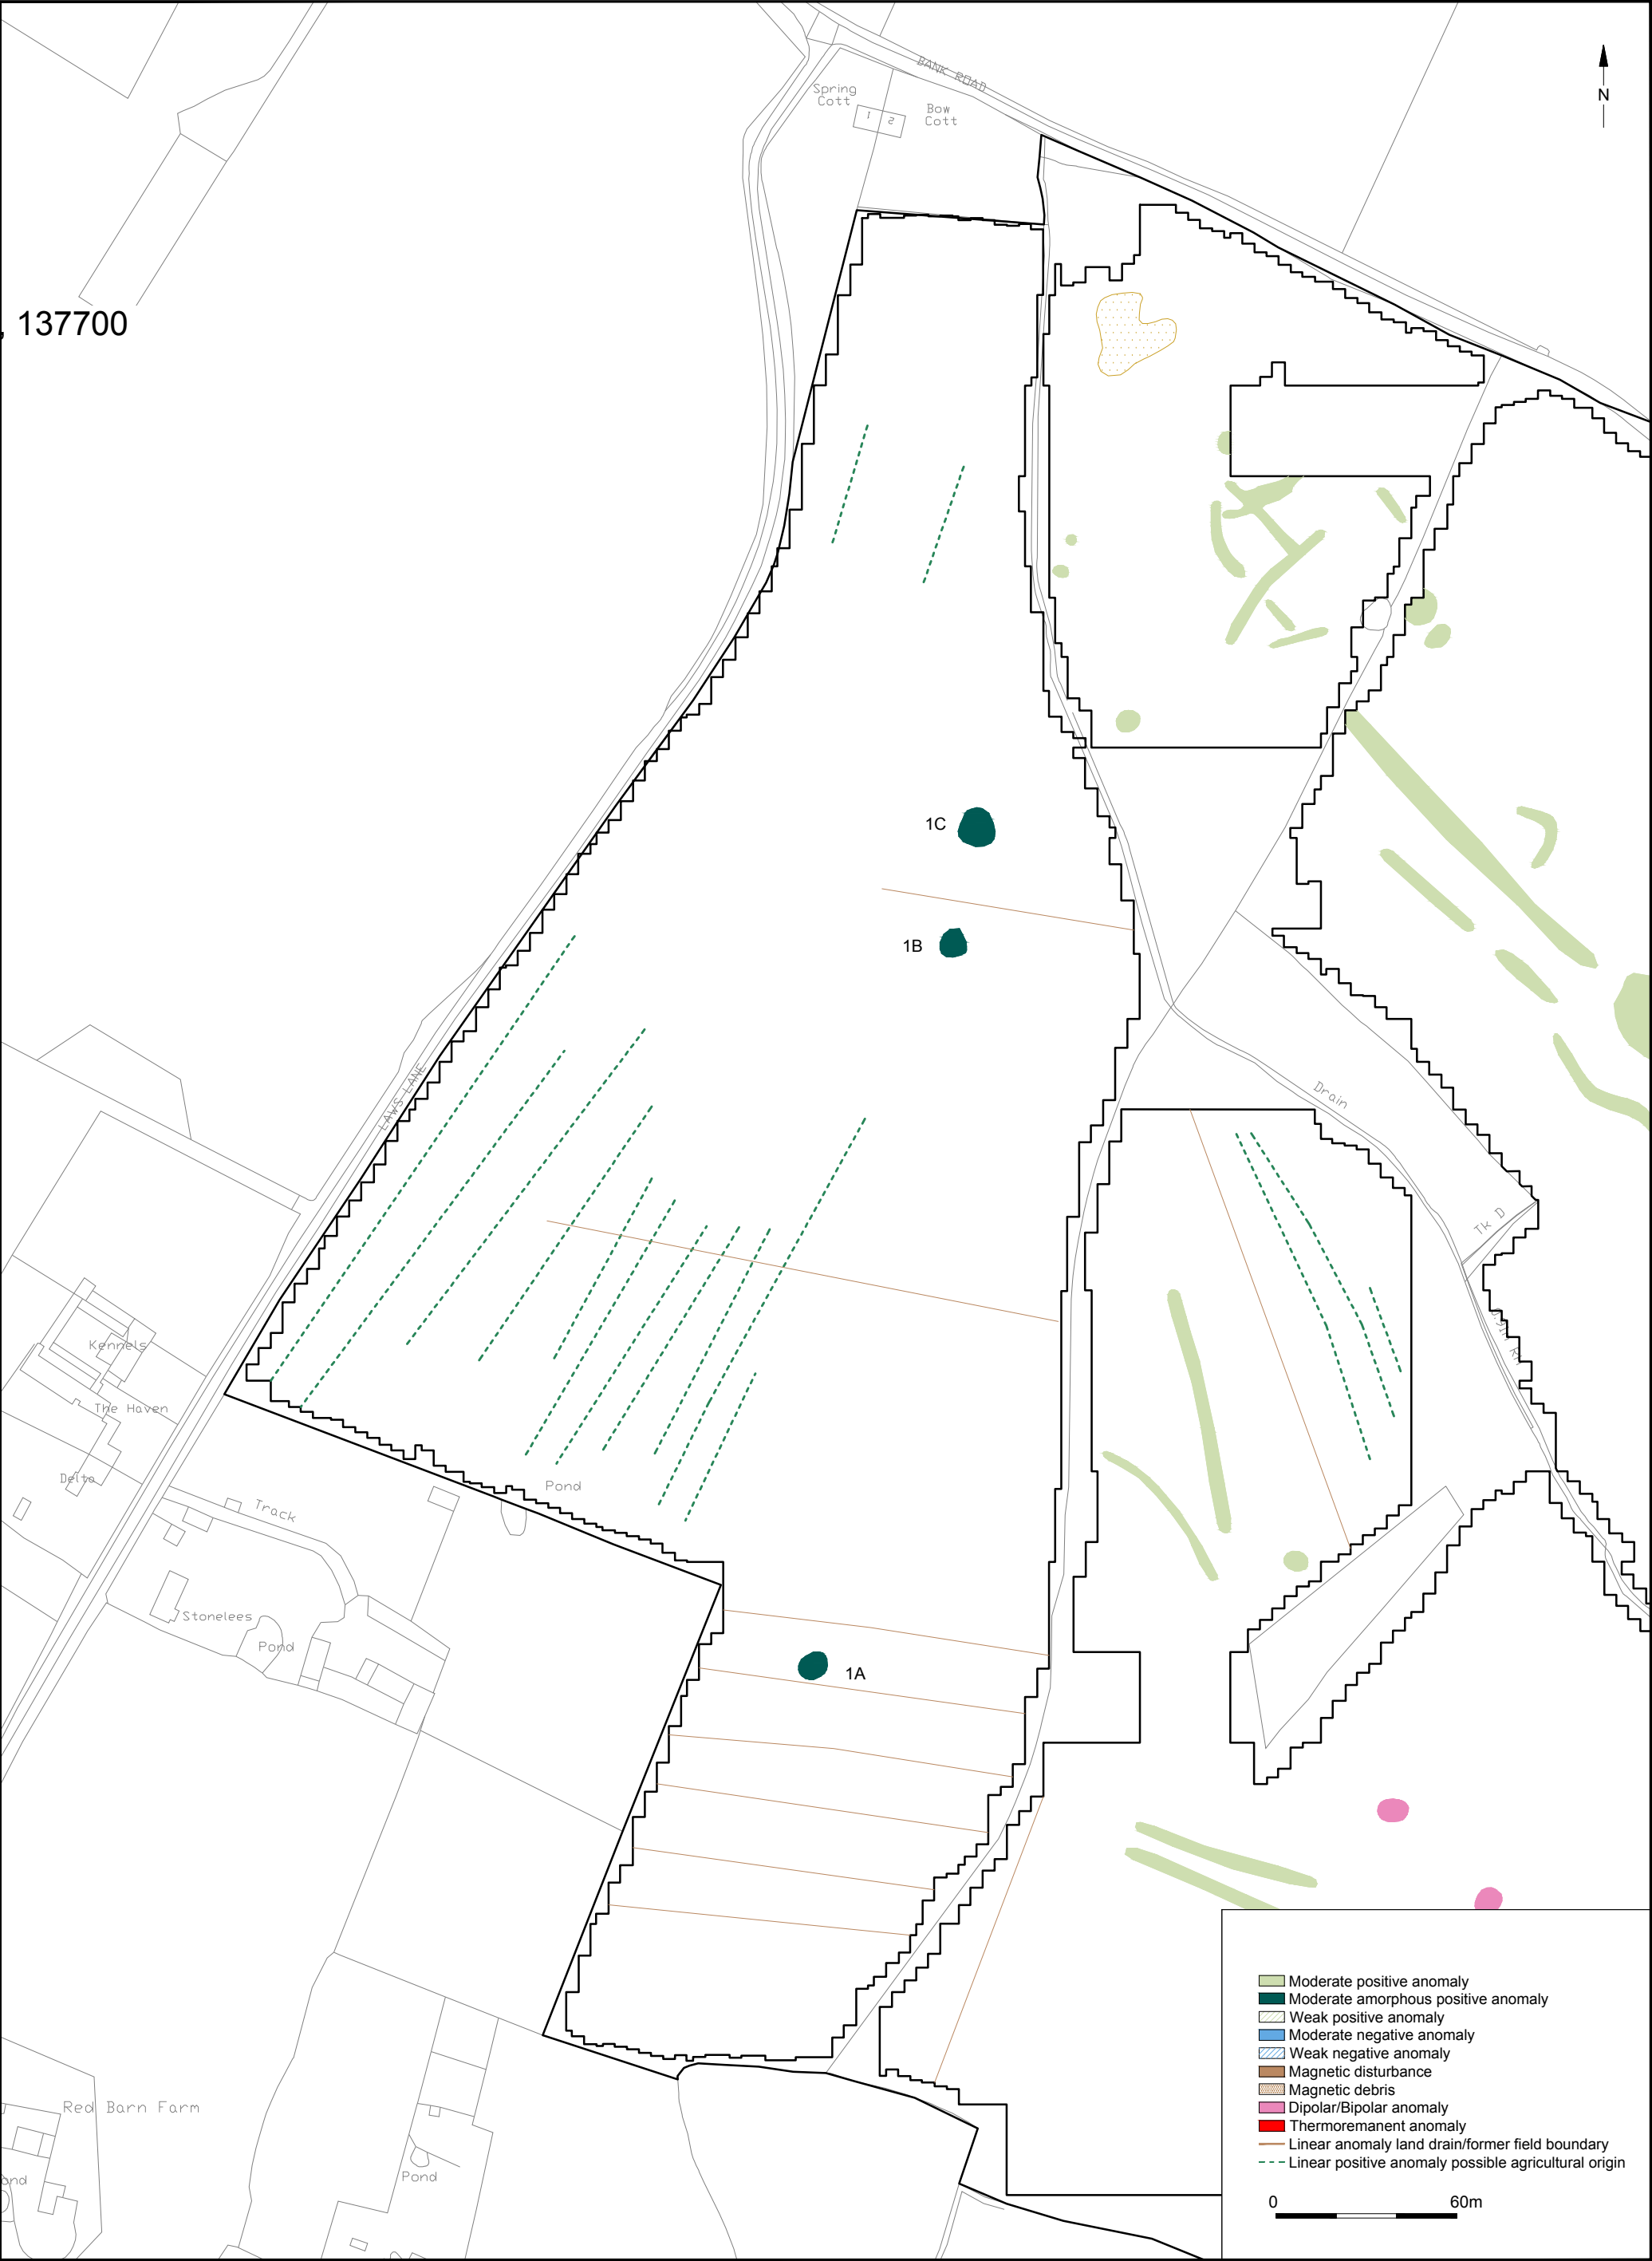 BANK ROAD
Spring
Cott
1 2
Bow
Cott
N
, 137700
1C
1B
LAWS LANE
Drain
Tk D
Kennels
The Haven
Delta
Pond
Track
Stonelees
Pond
1A
Red Barn Farm
Pond
Moderate positive anomaly
Moderate amorphous positive anomaly
Weak positive anomaly
Moderate negative anomaly
Weak negative anomaly
Magnetic disturbance
Magnetic debris
Dipolar/Bipolar anomaly
Thermoremanent anomaly
Linear anomaly land drain/former field boundary
Linear positive anomaly possible agricultural origin
0 60m